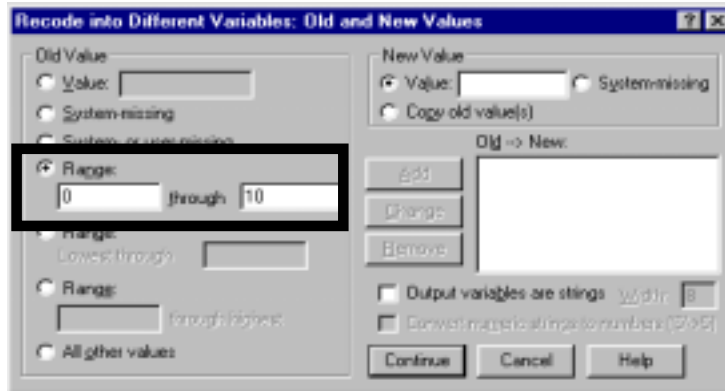 Recode into Different Variables: Old and New Values
Old Value
Value:
System-missing
System- or user-missing
Range:
0 through 10
Range:
Lowest through
Range:
through highest
All other values
New Value
Value: System-missing
Copy old value(s)
Old --> New:
Add
Change
Remove
Output variables are strings Width: 8
Convert numeric strings to numbers ('5'->5)
Continue Cancel Help